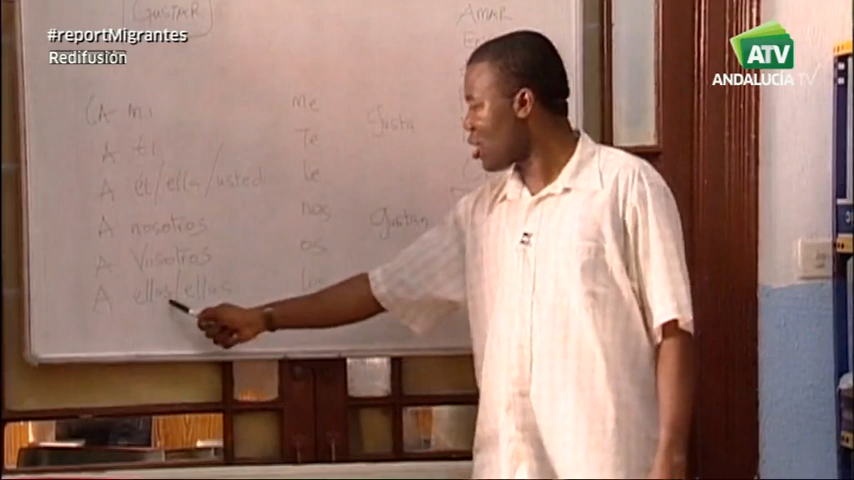 #reportMigrantes
Redifusión
ATV
ANDALUCÍA TV
GUSTAR
AMAR
(A mi me gusta
A ti Te
A él/ella/usted le
A nosotros nos gustan
A Vosotros os
A ellos/ellas